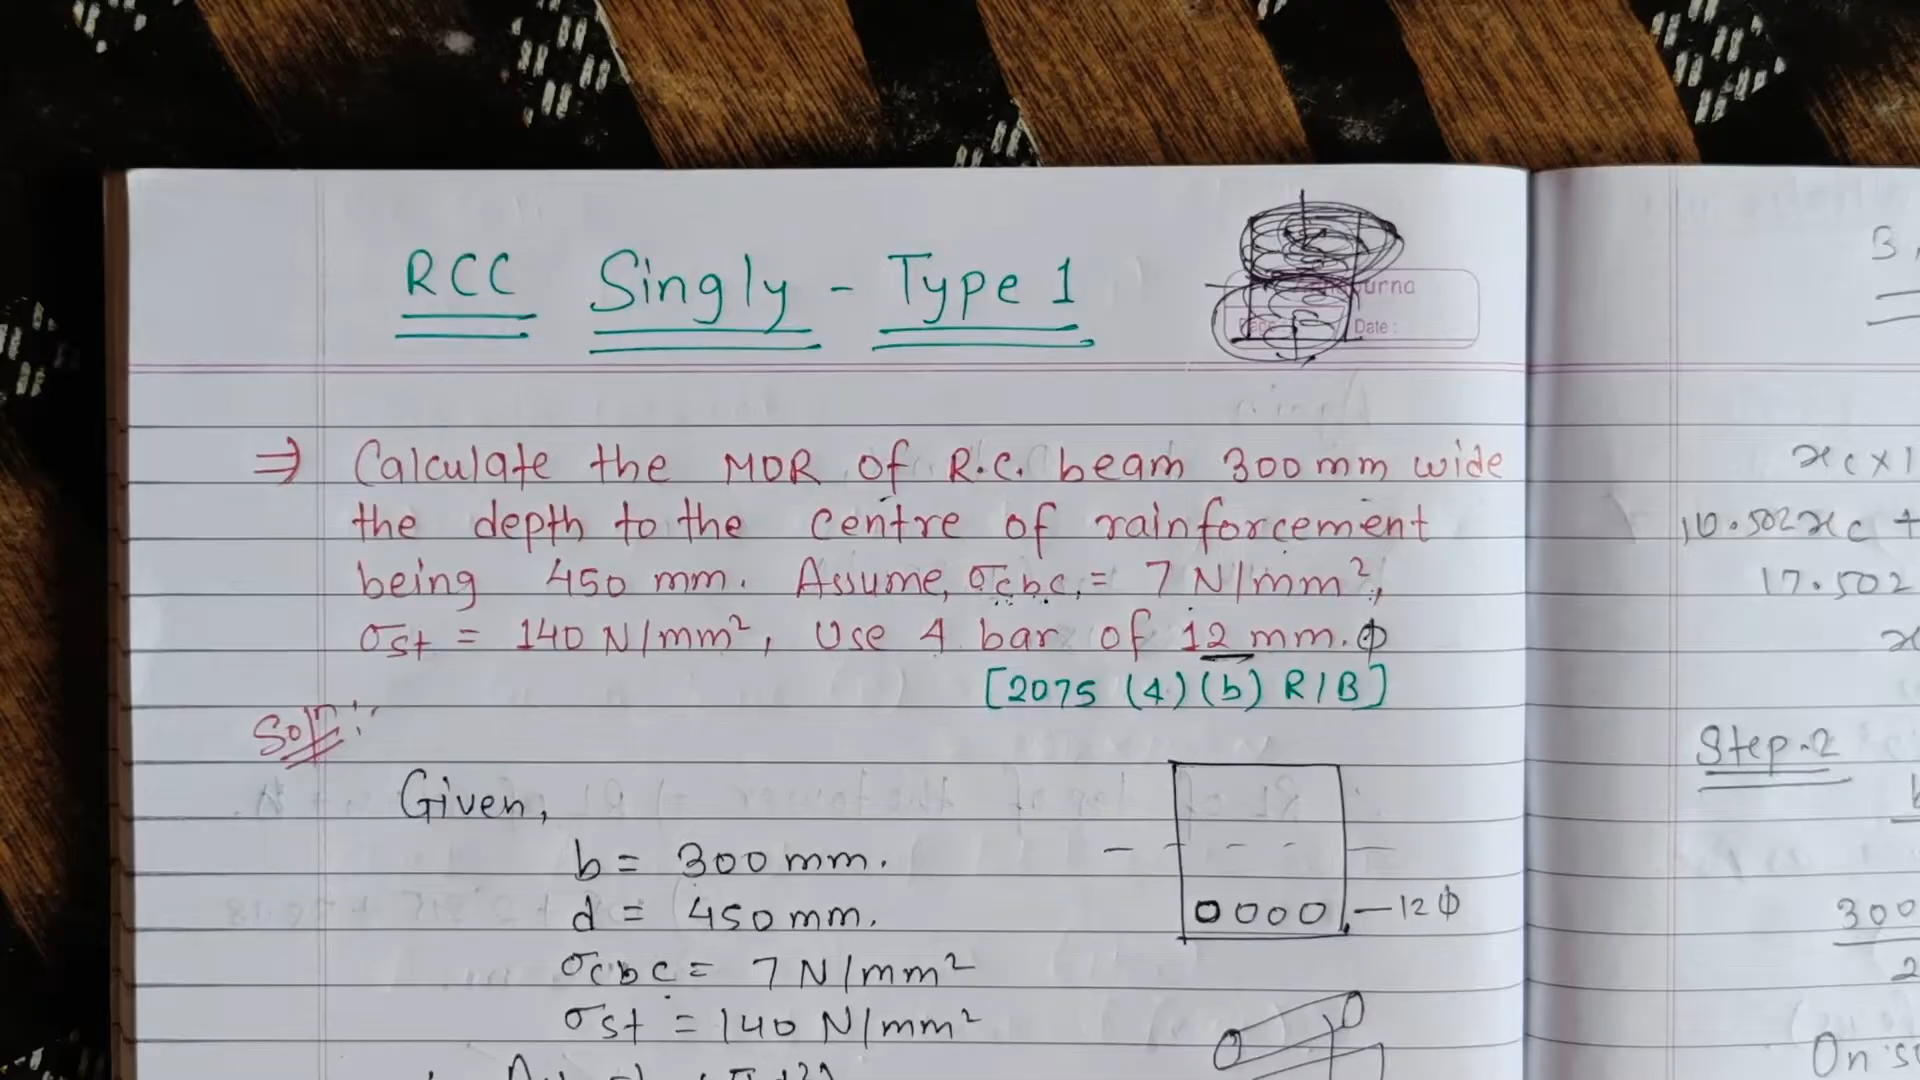 RCC Singly - Type 1
Date :
⇒ Calculate the MOR of R.C. beam 300 mm wide
the depth to the centre of rainforcement
being 450 mm. Assume, σcbc = 7 N/mm²,
σst = 140 N/mm², Use 4 bar of 12 mm. ϕ
[2075 (4)(b) R/B]
Solⁿ:
Given,
b = 300 mm.
d = 450 mm.
σcbc = 7 N/mm²
σst = 140 N/mm²
—12 ϕ
10.502xc +
17.502
Step-2
300
2